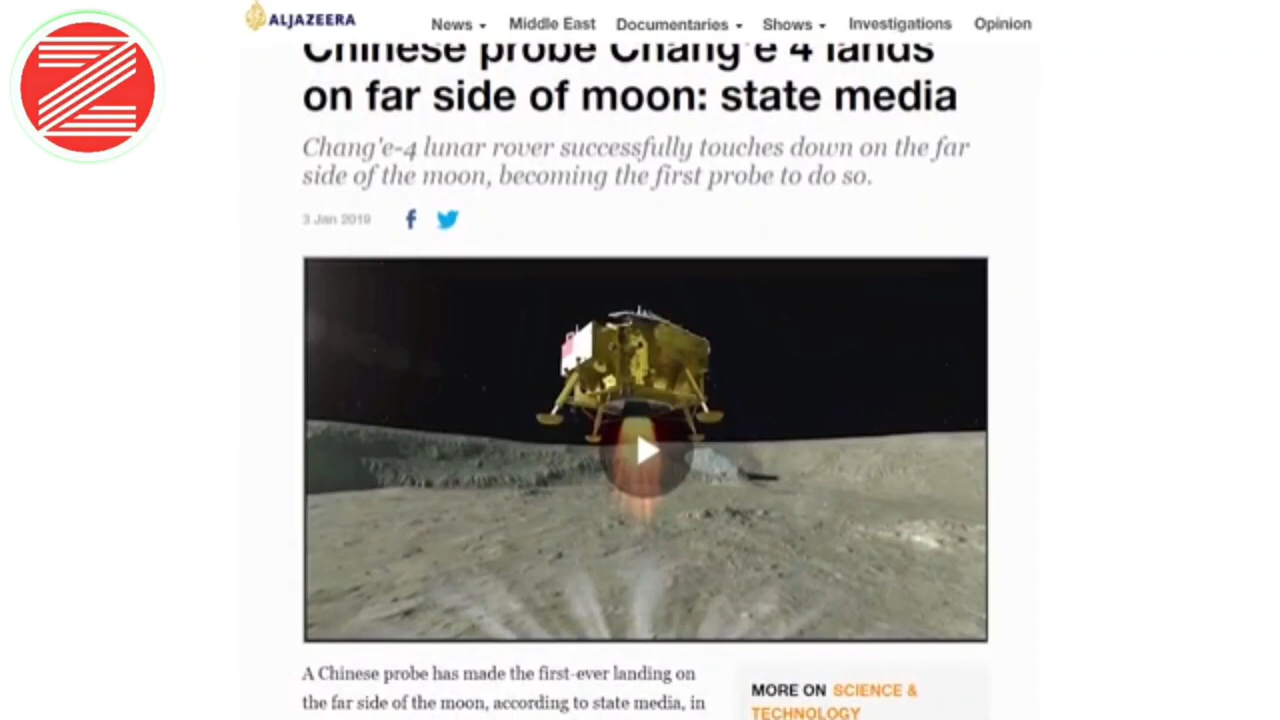 ALJAZEERA
News Middle East Documentaries Shows Investigations Opinion
Chinese probe Chang'e 4 lands
on far side of moon: state media
Chang'e-4 lunar rover successfully touches down on the far
side of the moon, becoming the first probe to do so.
3 Jan 2019
A Chinese probe has made the first-ever landing on
the far side of the moon, according to state media, in
MORE ON SCIENCE &
TECHNOLOGY